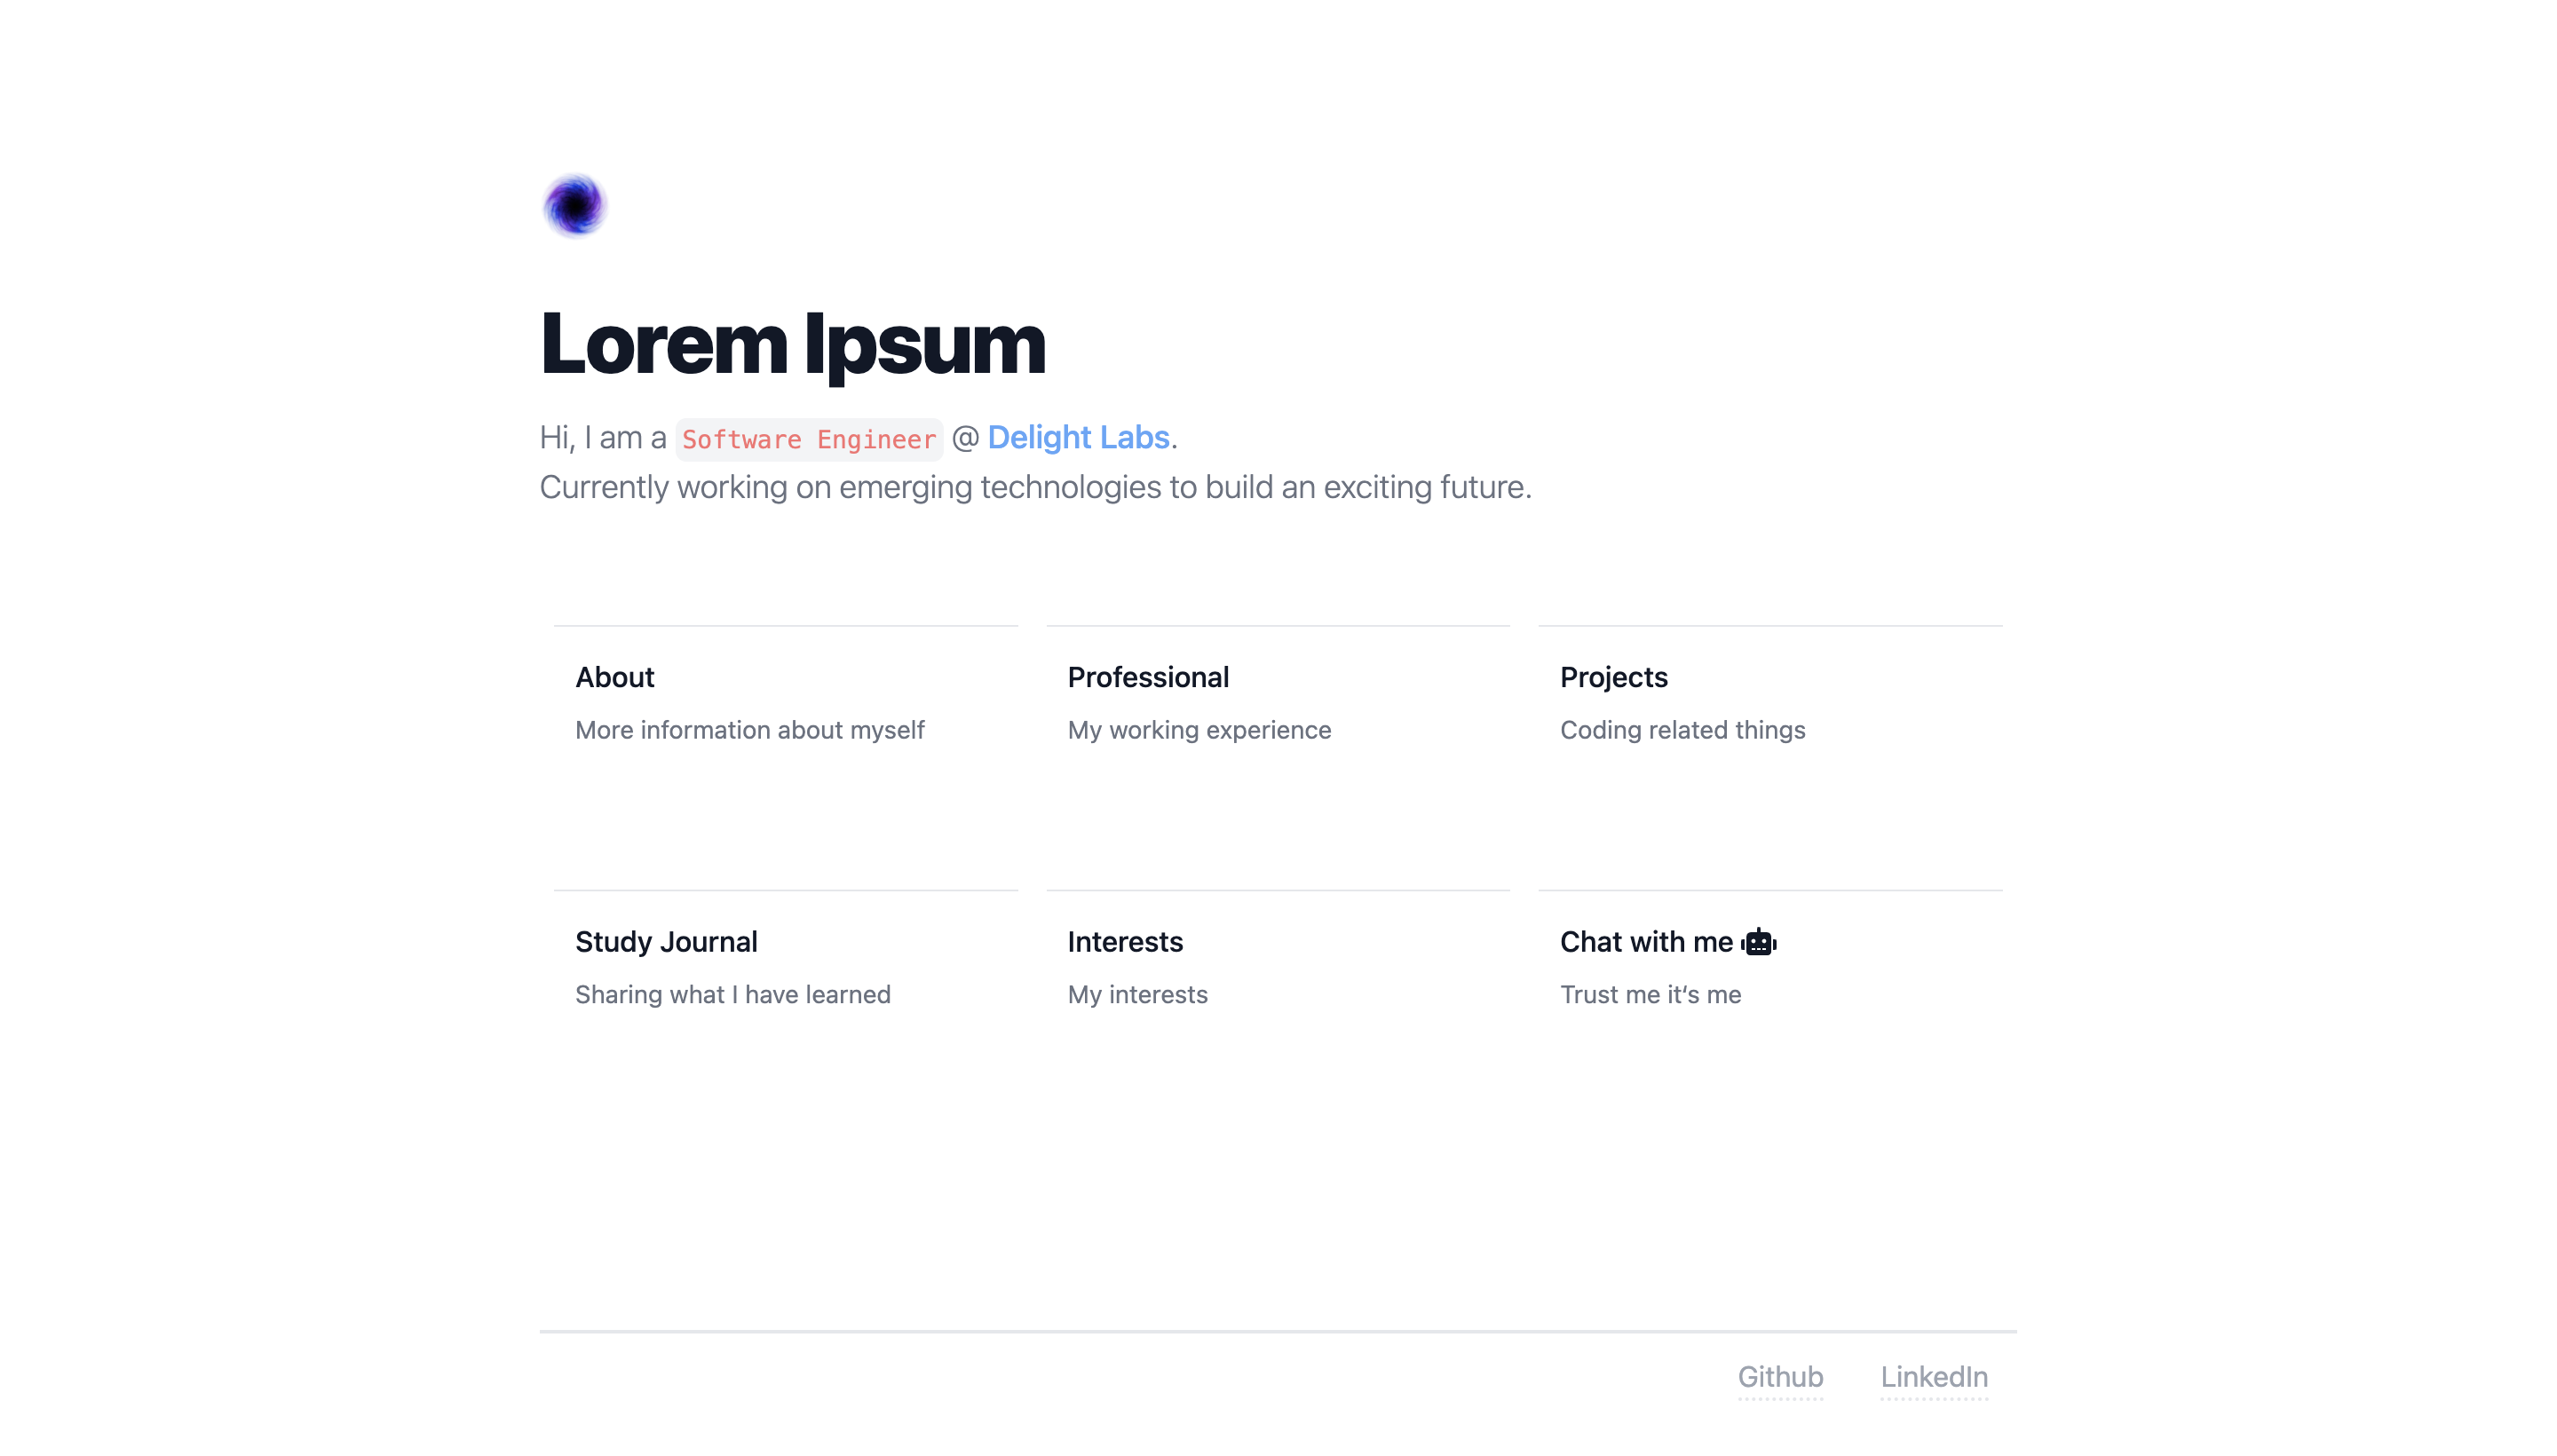 Lorem Ipsum
Hi, I am a Software Engineer @ Delight Labs.
Currently working on emerging technologies to build an exciting future.
About
More information about myself
Professional
My working experience
Projects
Coding related things
Study Journal
Sharing what I have learned
Interests
My interests
Chat with me
Trust me it‘s me
Github
LinkedIn